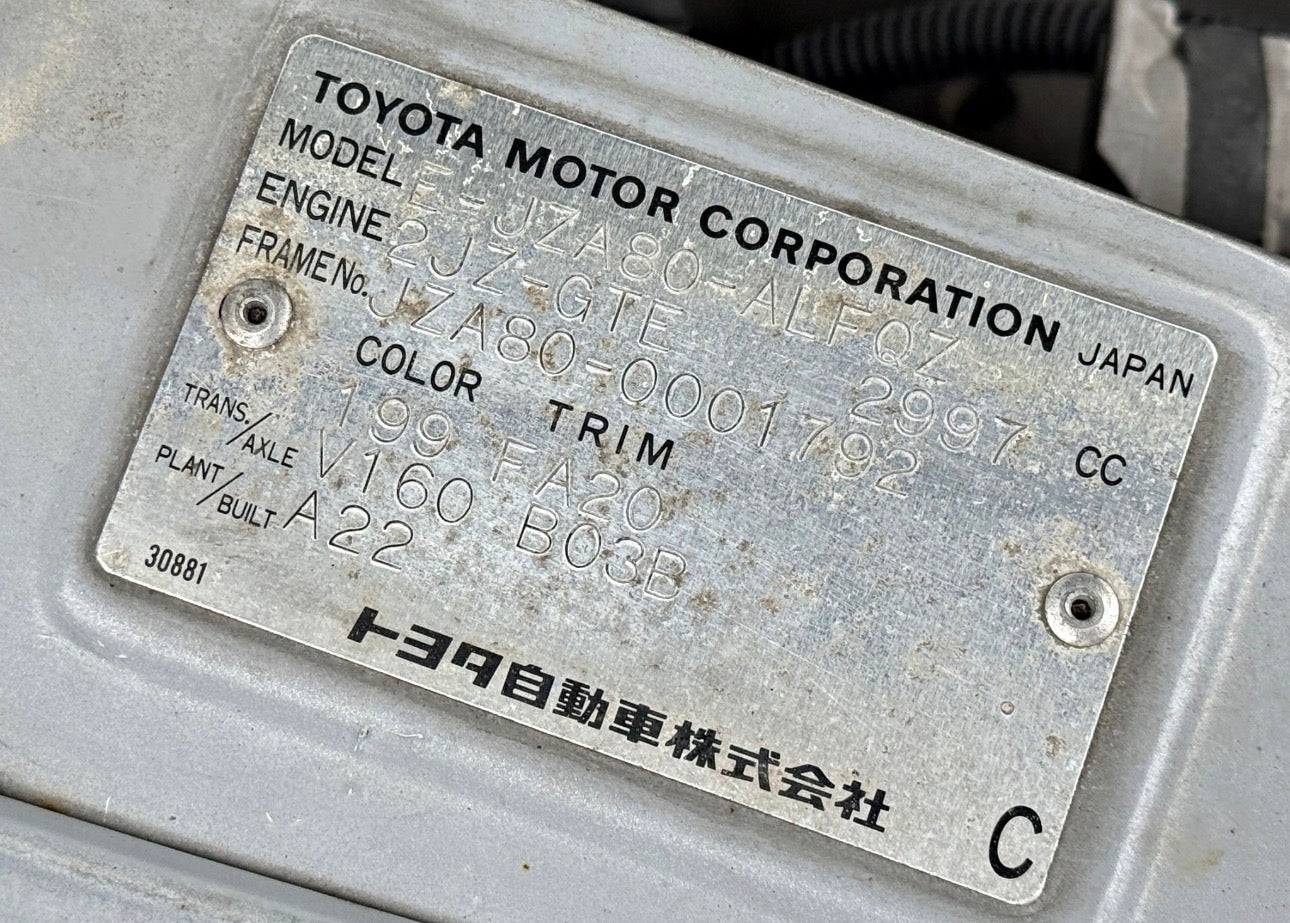 TOYOTA MOTOR CORPORATION JAPAN
MODEL E-JZA80-ALFQZ
ENGINE 2JZ-GTE 2997 CC
FRAME No. JZA80-0001792
COLOR TRIM
199 FA20
TRANS./AXLE V160 B03B
PLANT/BUILT A22
30881
トヨタ自動車株式会社
C